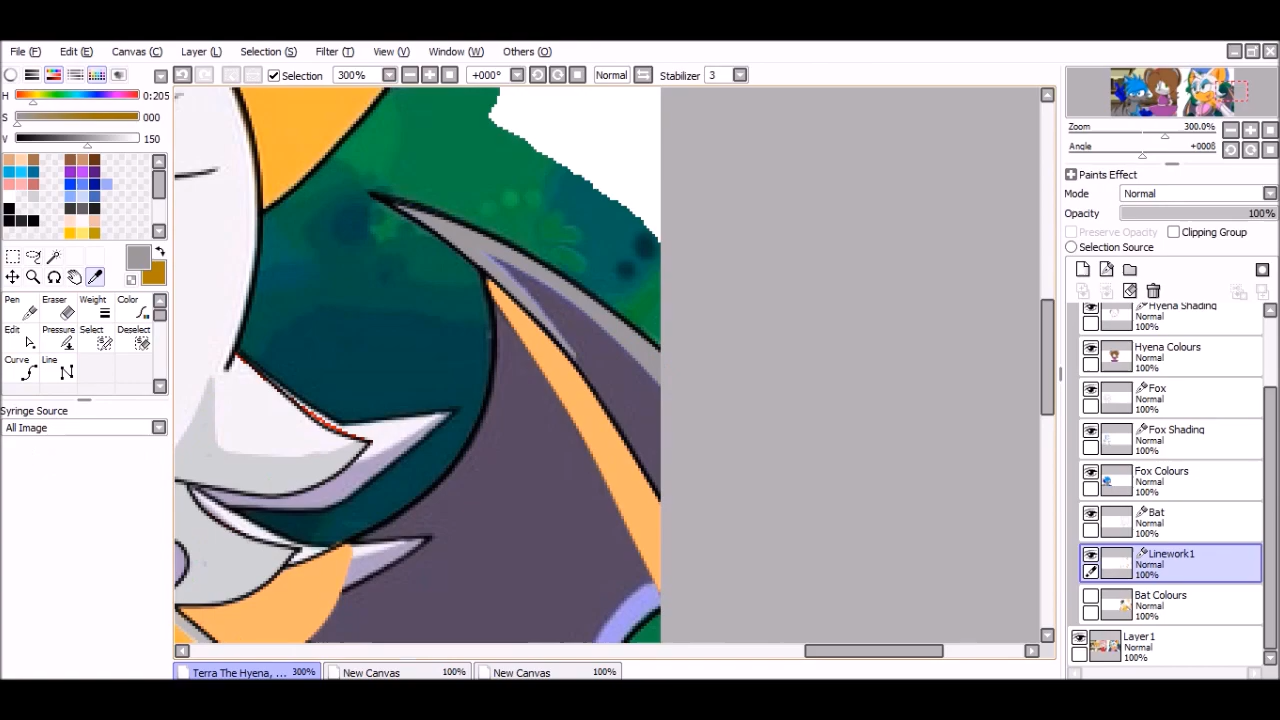 File (F) Edit (E) Canvas (C) Layer (L) Selection (S) Filter (T) View (V) Window (W) Others (O)
Selection 300% +000° Normal Stabilizer 3
H 0:205
S 000
V 150
Pen Eraser Weight Color
Edit Pressure Select Deselect
Curve Line
Syringe Source
All Image
Zoom 300.0%
Angle +000ß
Paints Effect
Mode Normal
Opacity 100%
Preserve Opacity Clipping Group
Selection Source
Hyena Shading
Normal
100%
Hyena Colours
Normal
100%
Fox
Normal
100%
Fox Shading
Normal
100%
Fox Colours
Normal
100%
Bat
Normal
100%
Linework1
Normal
100%
Bat Colours
Normal
100%
Layer1
Normal
100%
Terra The Hyena, ... 300% New Canvas 100% New Canvas 100%